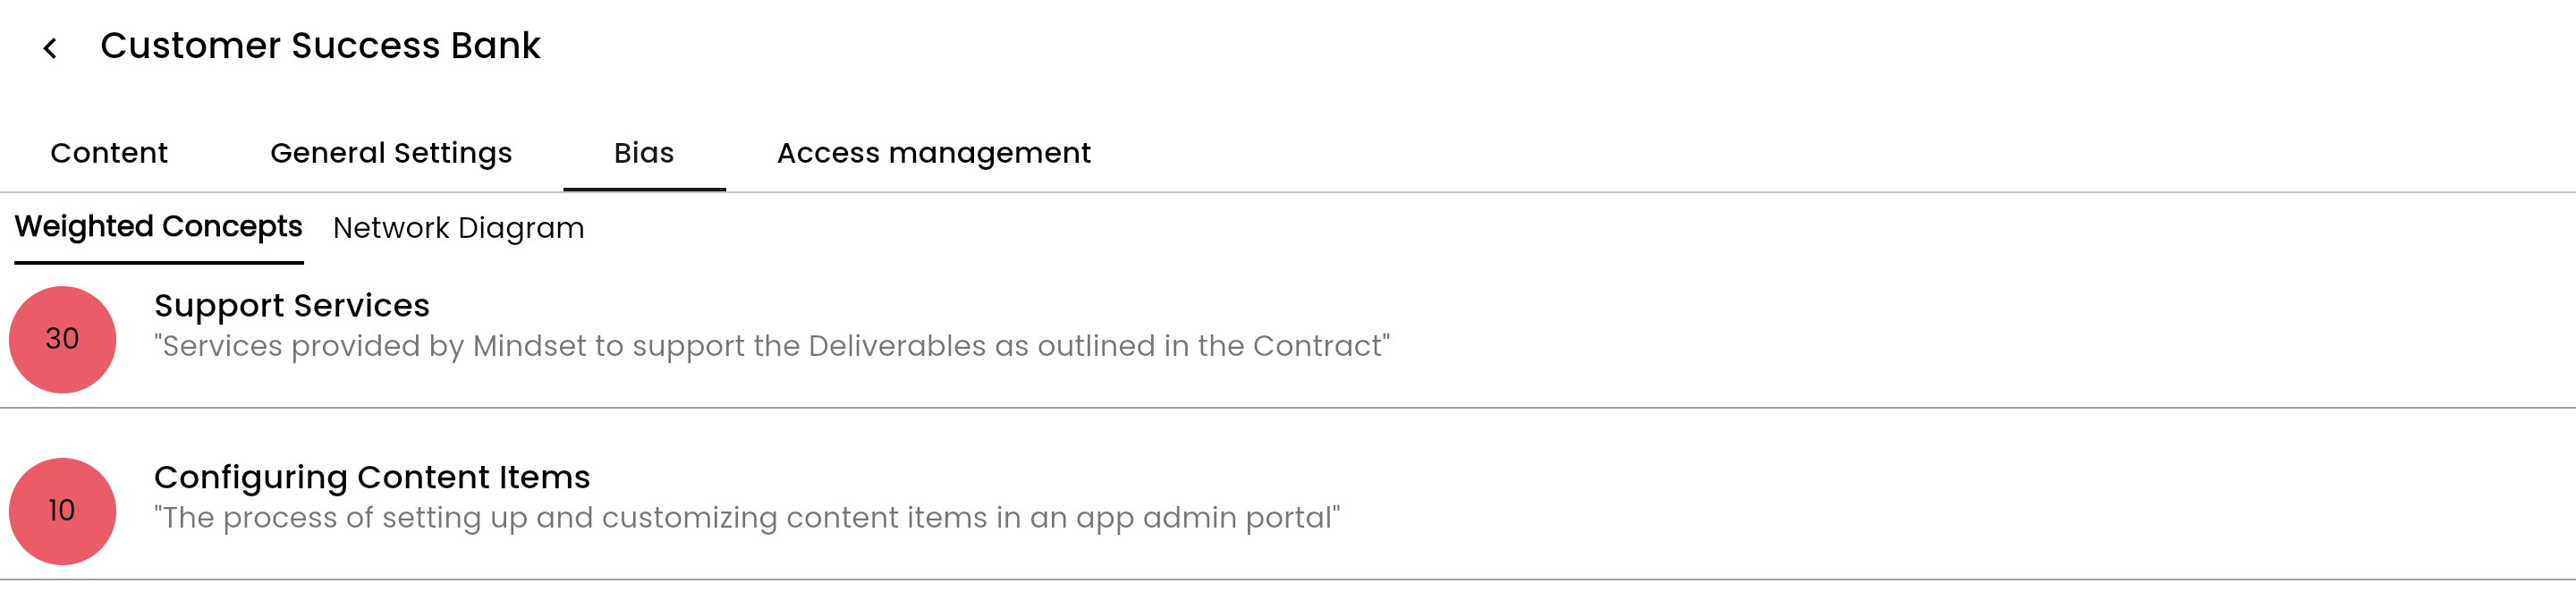 Customer Success Bank
Content General Settings Bias Access management
Weighted Concepts Network Diagram
30
Support Services
"Services provided by Mindset to support the Deliverables as outlined in the Contract"
10
Configuring Content Items
"The process of setting up and customizing content items in an app admin portal"